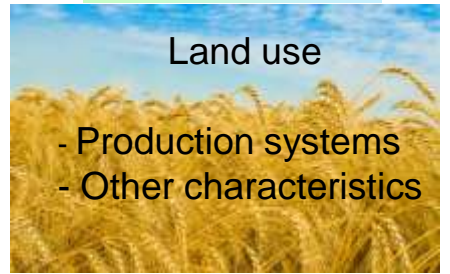 Land use
- Production systems
- Other characteristics